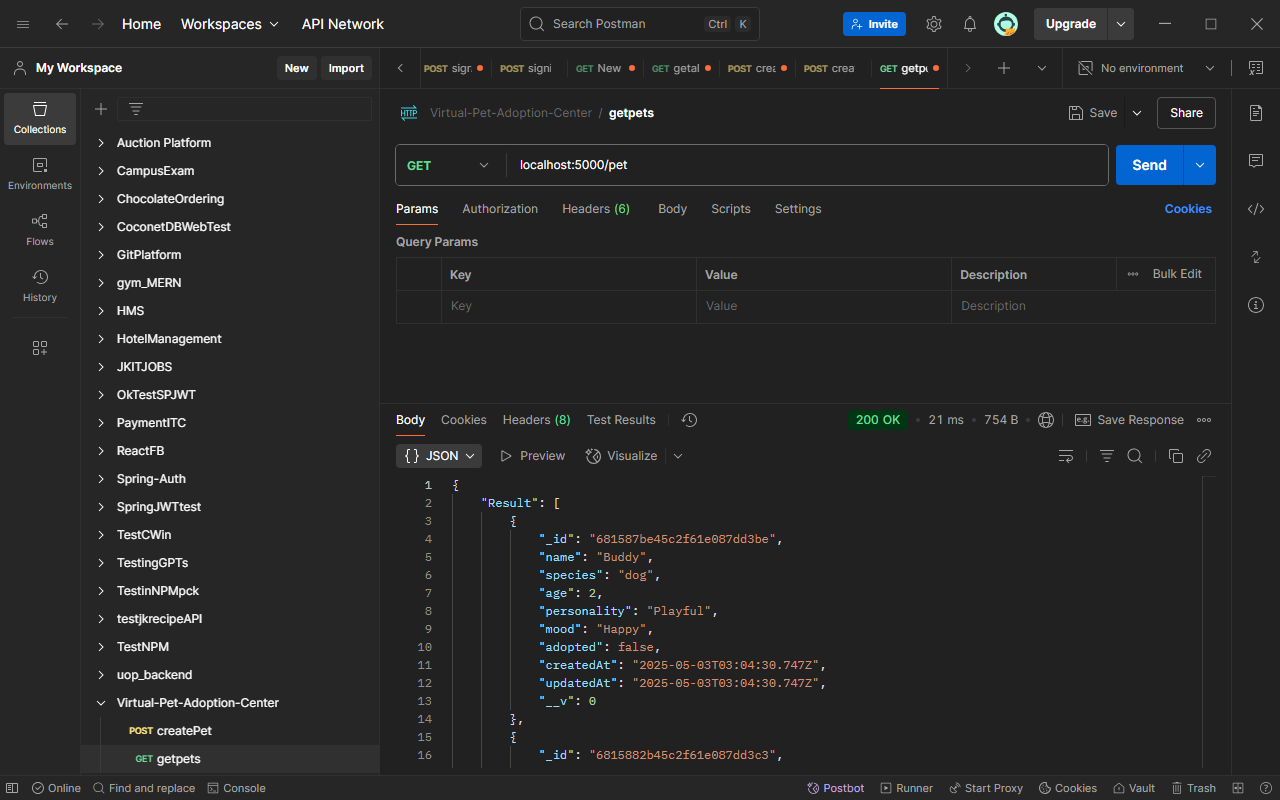 Home
Workspaces
API Network
Search Postman
Ctrl
K
Invite
Upgrade
My Workspace
New
Import
POST sign
POST signi
GET New
GET getal
POST crea
POST crea
GET getpe
No environment
Collections
Environments
Flows
History
Auction Platform
CampusExam
ChocolateOrdering
CoconetDBWebTest
GitPlatform
gym_MERN
HMS
HotelManagement
JKITJOBS
OkTestSPJWT
PaymentITC
ReactFB
Spring-Auth
SpringJWTtest
TestCWin
TestingGPTs
TestinNPMpck
testjkrecipeAPI
TestNPM
uop_backend
Virtual-Pet-Adoption-Center
POST createPet
GET getpets
HTTP
Virtual-Pet-Adoption-Center / getpets
Save
Share
GET
localhost:5000/pet
Send
Params
Authorization
Headers (6)
Body
Scripts
Settings
Cookies
Query Params
Key
Value
Description
Bulk Edit
Key
Value
Description
Body
Cookies
Headers (8)
Test Results
200 OK
21 ms
754 B
e.g.
Save Response
{} JSON
Preview
Visualize
1 {
2 "Result": [
3 {
4 "_id": "681587be45c2f61e087dd3be",
5 "name": "Buddy",
6 "species": "dog",
7 "age": 2,
8 "personality": "Playful",
9 "mood": "Happy",
10 "adopted": false,
11 "createdAt": "2025-05-03T03:04:30.747Z",
12 "updatedAt": "2025-05-03T03:04:30.747Z",
13 "__v": 0
14 },
15 {
16 "_id": "6815882b45c2f61e087dd3c3",
Online
Find and replace
Console
Postbot
Runner
Start Proxy
Cookies
Vault
Trash